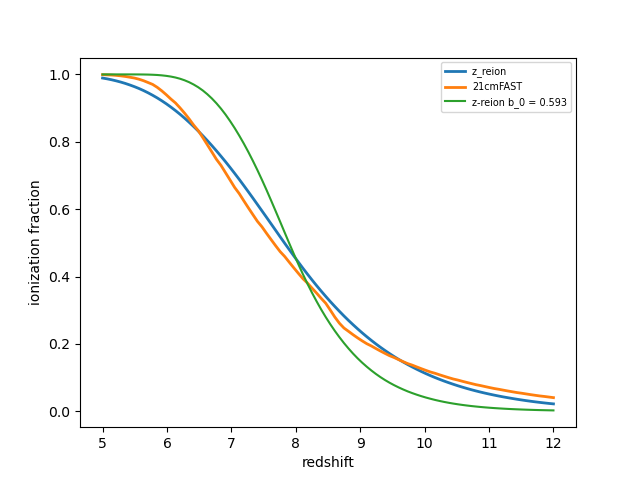 1.0
0.8
0.6
0.4
0.2
0.0
ionization fraction
z_reion
21cmFAST
z-reion b_0 = 0.593
5 6 7 8 9 10 11 12
redshift